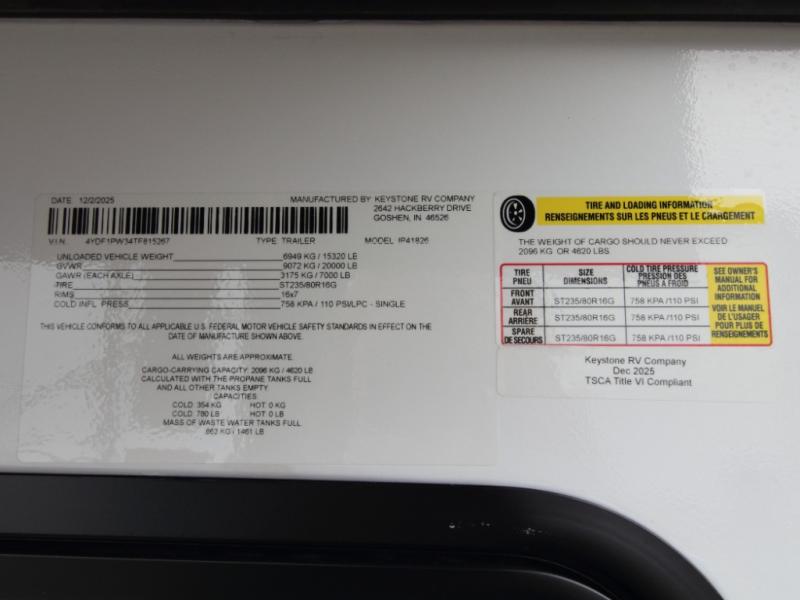 DATE 12/2/2025
MANUFACTURED BY KEYSTONE RV COMPANY
2642 HACKBERRY DRIVE
GOSHEN, IN 46526
V.I.N. 4YDF1PW34TF815267 TYPE TRAILER MODEL IP41826
UNLOADED VEHICLE WEIGHT 6949 KG / 15320 LB
GVWR 9072 KG / 20000 LB
GAWR (EACH AXLE) 3175 KG / 7000 LB
TIRE ST235/80R16G
RIMS 16x7
COLD INFL. PRESS 758 KPA / 110 PSI/LPC - SINGLE
THIS VEHICLE CONFORMS TO ALL APPLICABLE U.S. FEDERAL MOTOR VEHICLE SAFETY STANDARDS IN EFFECT ON THE
DATE OF MANUFACTURE SHOWN ABOVE.
ALL WEIGHTS ARE APPROXIMATE.
CARGO-CARRYING CAPACITY: 2096 KG / 4620 LB
CALCULATED WITH THE PROPANE TANKS FULL
AND ALL OTHER TANKS EMPTY
CAPACITIES
COLD 354 KG HOT 0 KG
COLD 780 LB HOT 0 LB
MASS OF WASTE WATER TANKS FULL
663 KG / 1461 LB
TIRE AND LOADING INFORMATION
RENSEIGNEMENTS SUR LES PNEUS ET LE CHARGEMENT
THE WEIGHT OF CARGO SHOULD NEVER EXCEED
2096 KG OR 4620 LBS.
TIRE PNEU SIZE DIMENSIONS COLD TIRE PRESSURE PRESSION DES PNEUS A FROID
FRONT AVANT ST235/80R16G 758 KPA /110 PSI
REAR ARRIÈRE ST235/80R16G 758 KPA /110 PSI
SPARE DE SECOURS ST235/80R16G 758 KPA /110 PSI
SEE OWNER'S
MANUAL FOR
ADDITIONAL
INFORMATION
VOIR LE MANUEL
DE L'USAGER
POUR PLUS DE
RENSEIGNEMENTS
Keystone RV Company
Dec 2025
TSCA Title VI Compliant